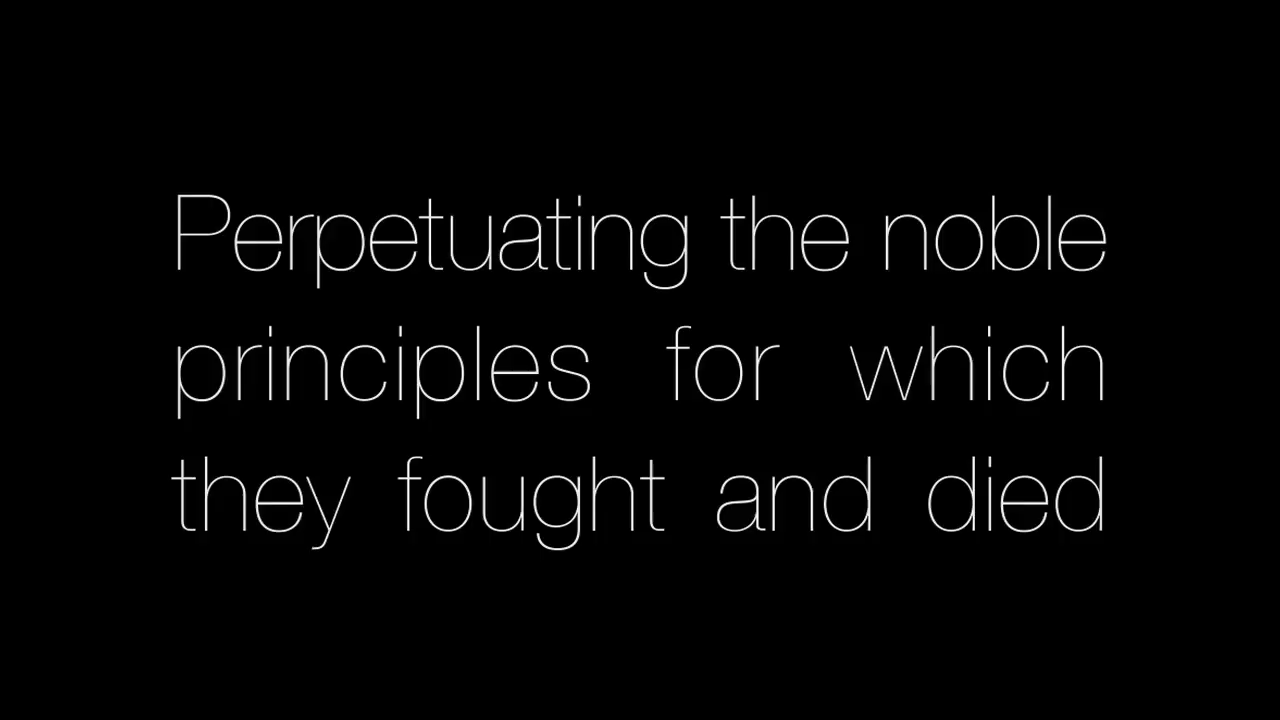 Perpetuating the noble
principles for which
they fought and died